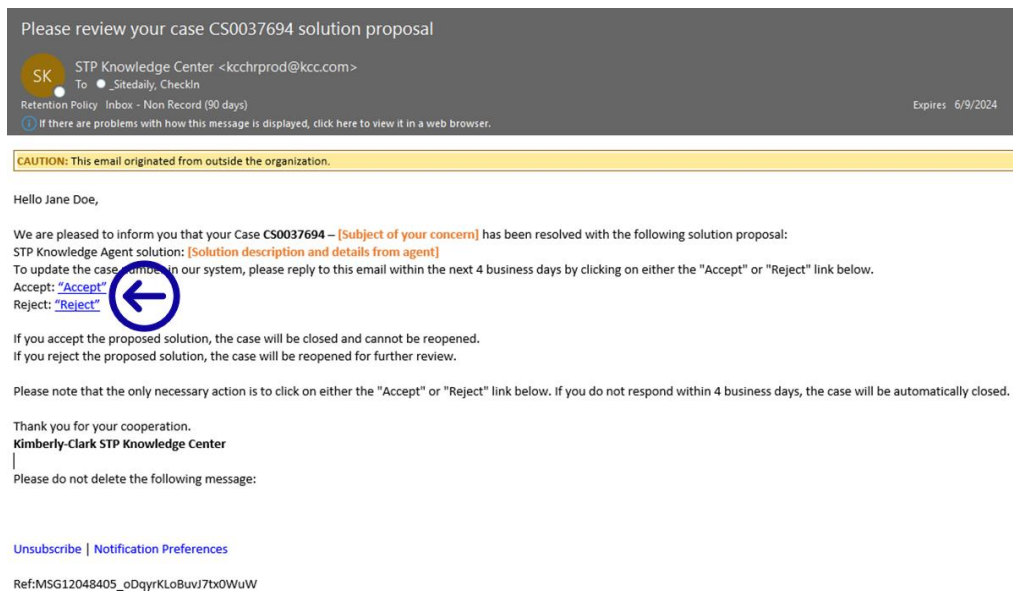 Please review your case CS0037694 solution proposal
SK
STP Knowledge Center <kcchrprod@kcc.com>
To _Sitedaily, CheckIn
Retention Policy Inbox - Non Record (90 days) Expires 6/9/2024
If there are problems with how this message is displayed, click here to view it in a web browser.
CAUTION: This email originated from outside the organization.
Hello Jane Doe,
We are pleased to inform you that your Case CS0037694 – [Subject of your concern] has been resolved with the following solution proposal:
STP Knowledge Agent solution: [Solution description and details from agent]
To update the case number in our system, please reply to this email within the next 4 business days by clicking on either the "Accept" or "Reject" link below.
Accept: “Accept”
Reject: “Reject”
If you accept the proposed solution, the case will be closed and cannot be reopened.
If you reject the proposed solution, the case will be reopened for further review.
Please note that the only necessary action is to click on either the "Accept" or "Reject" link below. If you do not respond within 4 business days, the case will be automatically closed.
Thank you for your cooperation.
Kimberly-Clark STP Knowledge Center
Please do not delete the following message:
Unsubscribe | Notification Preferences
Ref:MSG12048405_oDqyrKLoBuvJ7tx0WuW